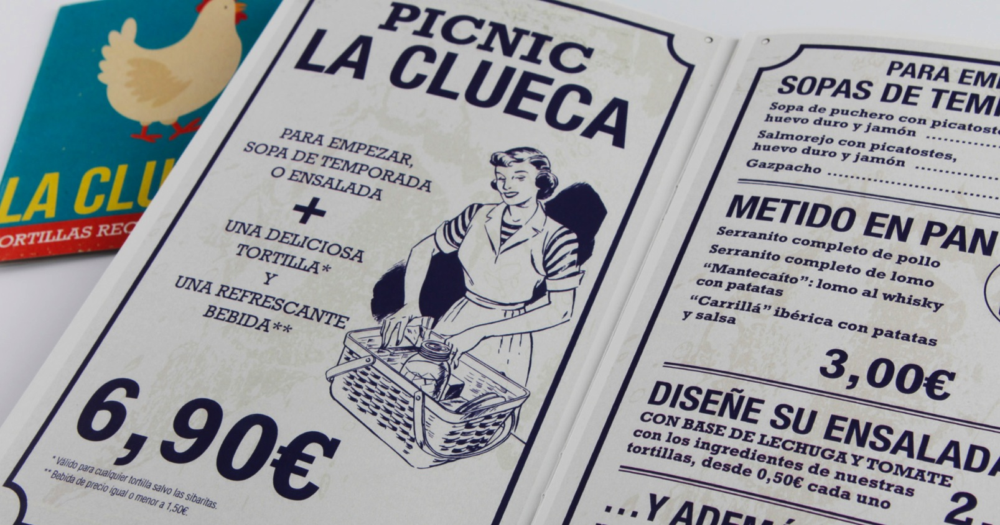 LA CLU
ORTILLAS REC
PICNIC
LA CLUECA
PARA EMPEZAR,
SOPA DE TEMPORADA
O ENSALADA
+
UNA DELICIOSA
TORTILLA*
Y
UNA REFRESCANTE
BEBIDA**
6,90€
* Válido para cualquier tortilla salvo las sibaritas.
** Bebida de precio igual o menor a 1,50€.
PARA EM
SOPAS DE TEM
Sopa de puchero con picatost
huevo duro y jamón ..........
Salmorejo con picatostes,
huevo duro y jamón ............
Gazpacho ..............................
METIDO EN PAN
Serranito completo de pollo
Serranito completo de lomo
“Mantecaíto”: lomo al whisky
con patatas
“Carrillá” ibérica con patatas
y salsa
3,00€
DISEÑE SU ENSALADA
CON BASE DE LECHUGA Y TOMATE
con los ingredientes de nuestras
tortillas, desde 0,50€ cada uno
2.
...Y ADEMÁ